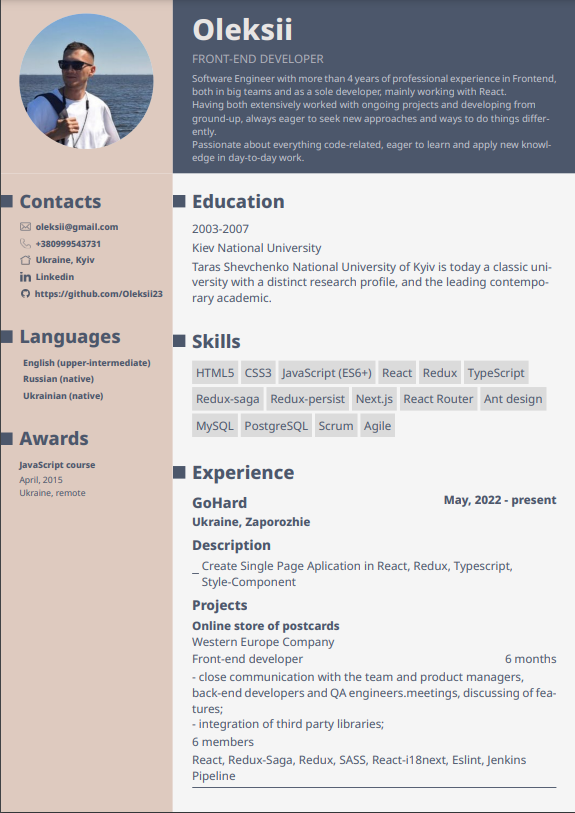 Oleksii
FRONT-END DEVELOPER
Software Engineer with more than 4 years of professional experience in Frontend,
both in big teams and as a sole developer, mainly working with React.
Having both extensively worked with ongoing projects and developing from
ground-up, always eager to seek new approaches and ways to do things differ-
ently.
Passionate about everything code-related, eager to learn and apply new knowl-
edge in day-to-day work.
Contacts
oleksii@gmail.com
+380999543731
Ukraine, Kyiv
Linkedin
https://github.com/Oleksii23
Languages
English (upper-intermediate)
Russian (native)
Ukrainian (native)
Awards
JavaScript course
April, 2015
Ukraine, remote
Education
2003-2007
Kiev National University
Taras Shevchenko National University of Kyiv is today a classic uni-
versity with a distinct research profile, and the leading contempo-
rary academic.
Skills
HTML5 CSS3 JavaScript (ES6+) React Redux TypeScript
Redux-saga Redux-persist Next.js React Router Ant design
MySQL PostgreSQL Scrum Agile
Experience
GoHard May, 2022 - present
Ukraine, Zaporozhie
Description
_ Create Single Page Aplication in React, Redux, Typescript,
Style-Component
Projects
Online store of postcards
Western Europe Company
Front-end developer 6 months
- close communication with the team and product managers,
back-end developers and QA engineers.meetings, discussing of fea-
tures;
- integration of third party libraries;
6 members
React, Redux-Saga, Redux, SASS, React-i18next, Eslint, Jenkins
Pipeline